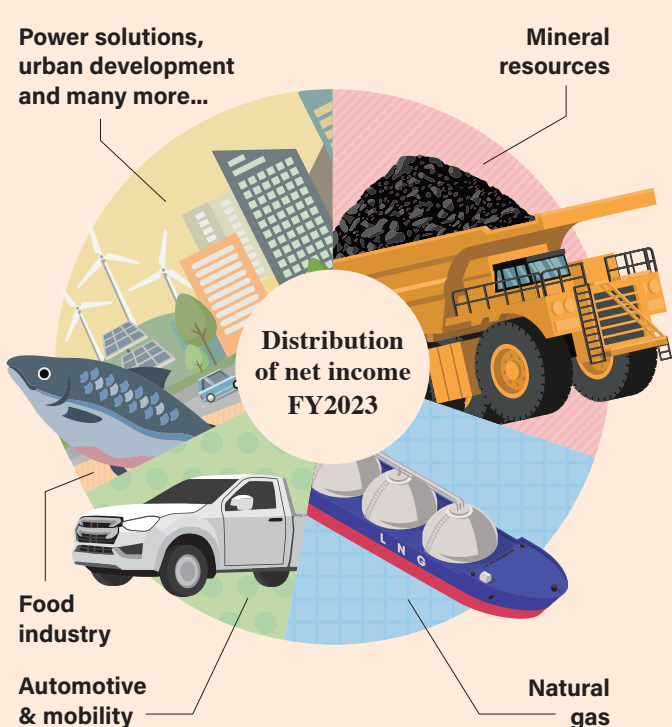 Power solutions,
urban development
and many more...
Mineral
resources
Distribution
of net income
FY2023
LNG
Food
industry
Automotive
& mobility
Natural
gas